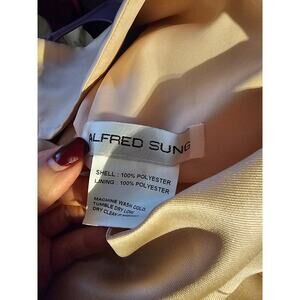 ALFRED SUNG
SHELL : 100% POLYESTER
LINING : 100% POLYESTER
MACHINE WASH COLD
TUMBLE DRY LOW
DRY CLEAN